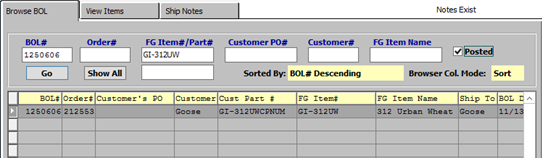 Browse BOL View Items Ship Notes Notes Exist
BOL# Order# FG Item#/Part# Customer PO# Customer# FG Item Name
1250606 GI-312UW Posted
Go Show All Sorted By: BOL# Descending Browser Col. Mode: Sort
BOL# Order# Customer's PO Customer Cust Part # FG Item# FG Item Name Ship To BOL D
1250606 212553 Goose GI-312UWCPNUM GI-312UW 312 Urban Wheat Goose 11/13